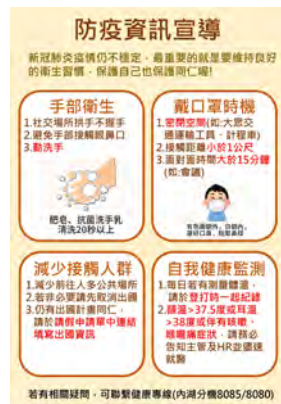 防疫資訊宣導
新冠肺炎疫情仍不穩定，最重要的就是要維持良好
的衛生習慣，保護自己也保護同仁喔!
手部衛生
1.社交場所拱手不握手
2.避免手部接觸眼鼻口
3.勤洗手
肥皂、抗菌洗手乳
清洗20秒以上
戴口罩時機
1.密閉空間(如:大眾交
通運輸工具、計程車)
2.接觸距離小於1公尺
3.面對面時間大於15分鐘
(如:會議)
減少接觸人群
1.減少前往人多公共場所
2.若非必要請先取消出國
3.仍有出國計畫同仁，
請於請假申請單中連結
填寫出國資訊
自我健康監測
1.每日若有測量體溫，
請於登打時一起紀錄
2.額溫>37.5度或耳溫
>38度或伴有咳嗽、
喉嚨痛症狀，請務必
告知主管及HR並儘速
就醫
若有相關疑問，可聯繫健康專線(內湖分機8085/8080)